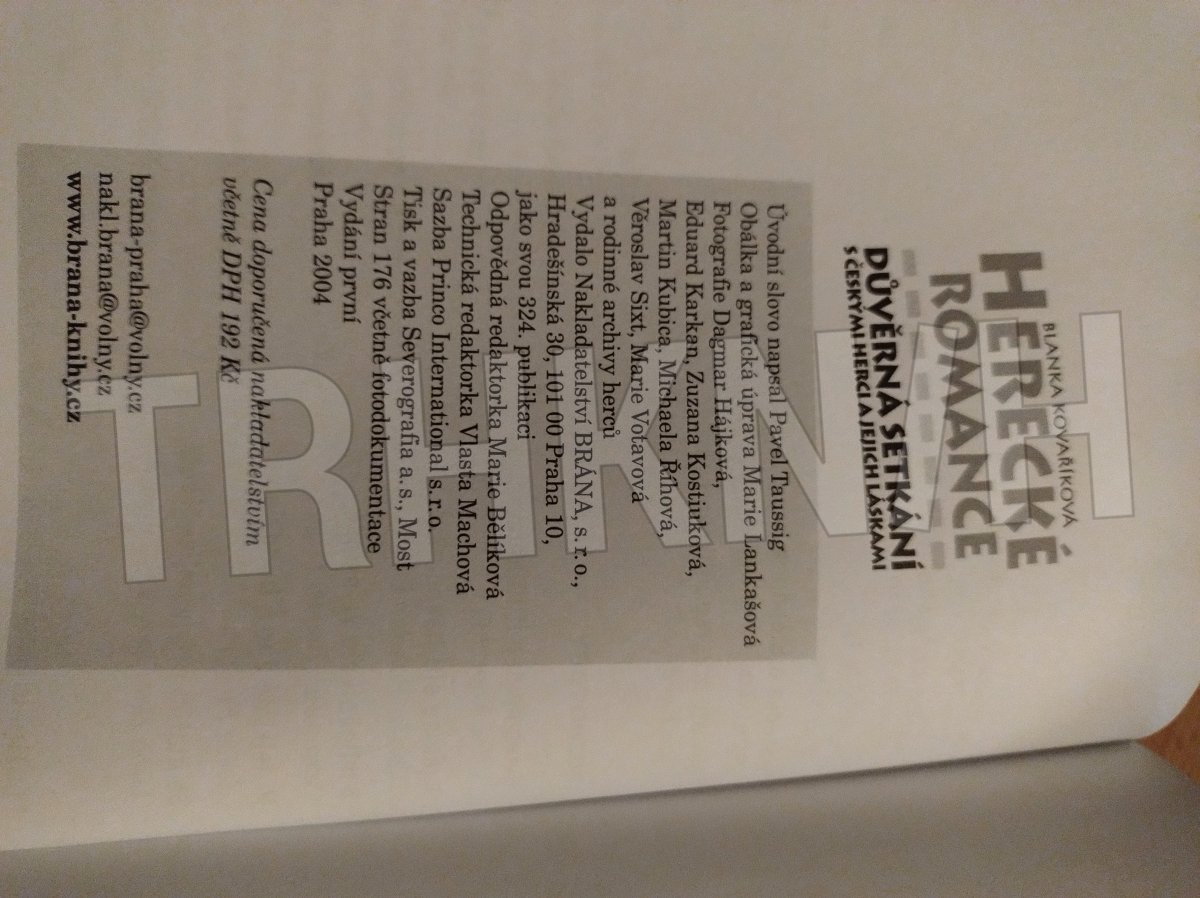 BLANKA KOVAŘÍKOVÁ
HERECKÉ
ROMANCE
DŮVĚRNÁ SETKÁNÍ
S ČESKÝMI HERCI A JEJICH LÁSKAMI
Úvodní slovo napsal Pavel Taussig
Obálka a grafická úprava Marie Lankašová
Fotografie Dagmar Hájková,
Eduard Karkan, Zuzana Kostiuková,
Martin Kubica, Michaela Říhová,
Věroslav Sixt, Marie Votavová
a rodinné archivy herců
Vydalo Nakladatelství BRÁNA, s. r. o.,
Hradešínská 30, 101 00 Praha 10,
jako svou 324. publikaci
Odpovědná redaktorka Marie Bělíková
Technická redaktorka Vlasta Machová
Sazba Princo International s. r. o.
Tisk a vazba Severografia a. s., Most
Stran 176 včetně fotodokumentace
Vydání první
Praha 2004
Cena doporučená nakladatelstvím
včetně DPH 192 Kč
brana-praha@volny.cz
nakl.brana@volny.cz
www.brana-knihy.cz